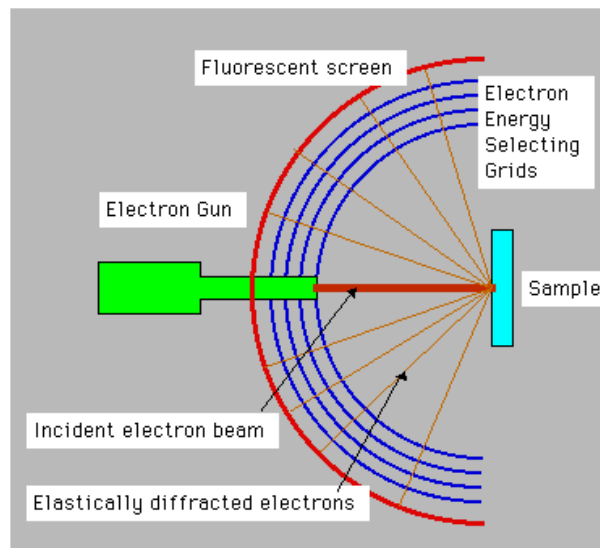 Fluorescent screen
Electron
Energy
Selecting
Grids
Electron Gun
Sample
Incident electron beam
Elastically diffracted electrons